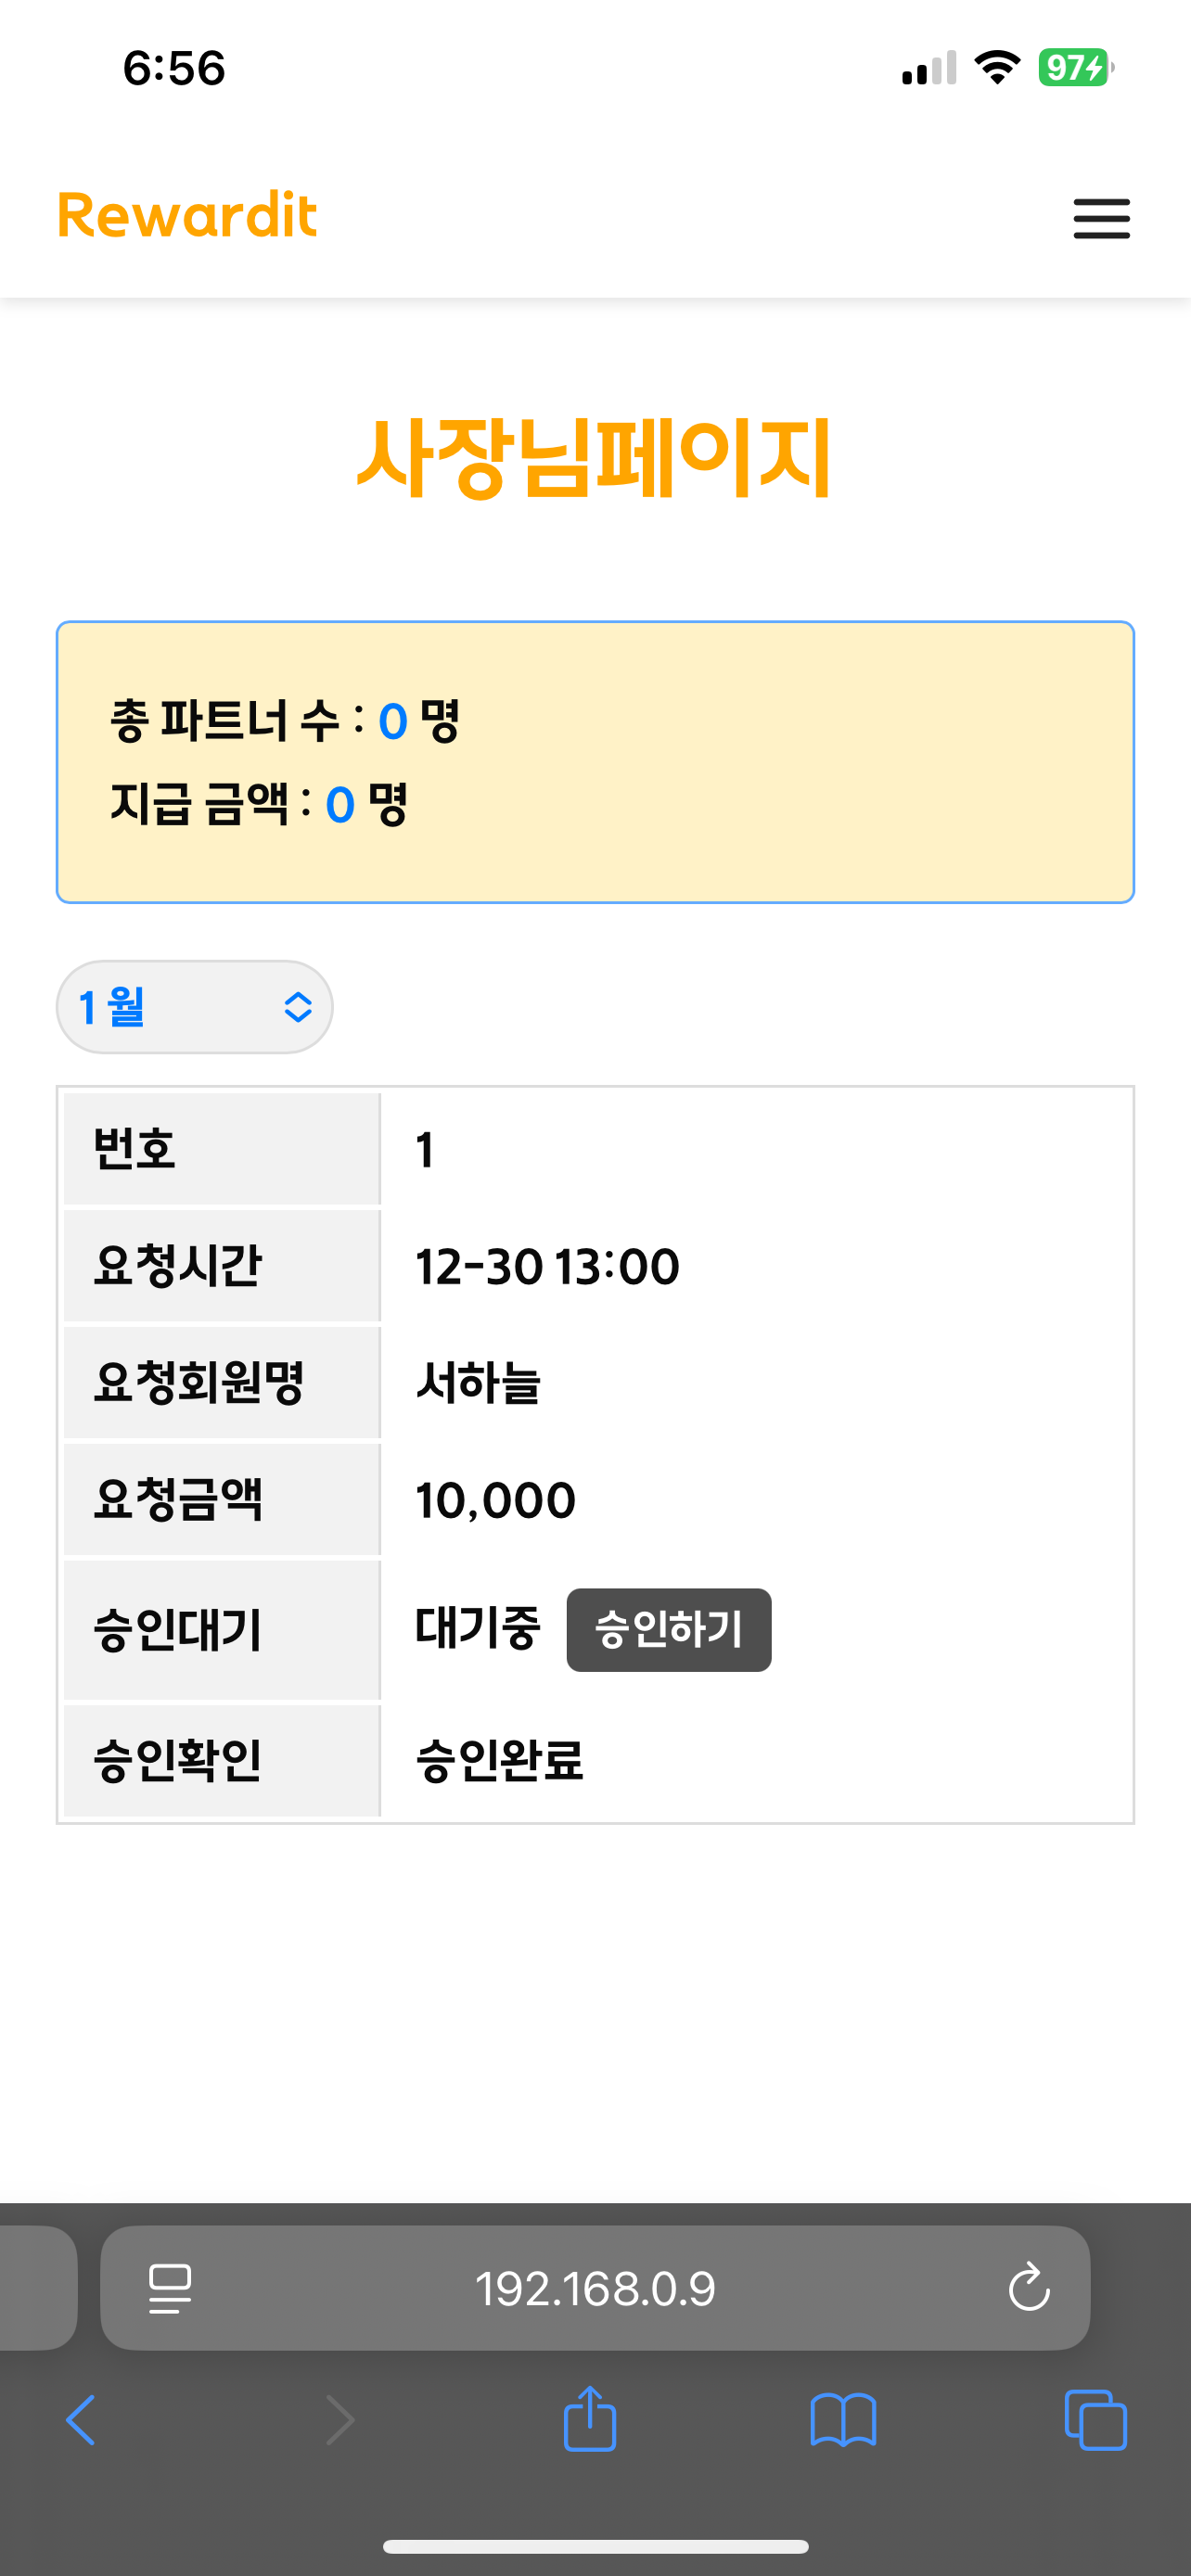 6:56
97
Rewardit
사장님페이지
총 파트너 수 : 0 명
지급 금액 : 0 명
1 월
번호 1
요청시간 12-30 13:00
요청회원명 서하늘
요청금액 10,000
승인대기 대기중 승인하기
승인확인 승인완료
192.168.0.9